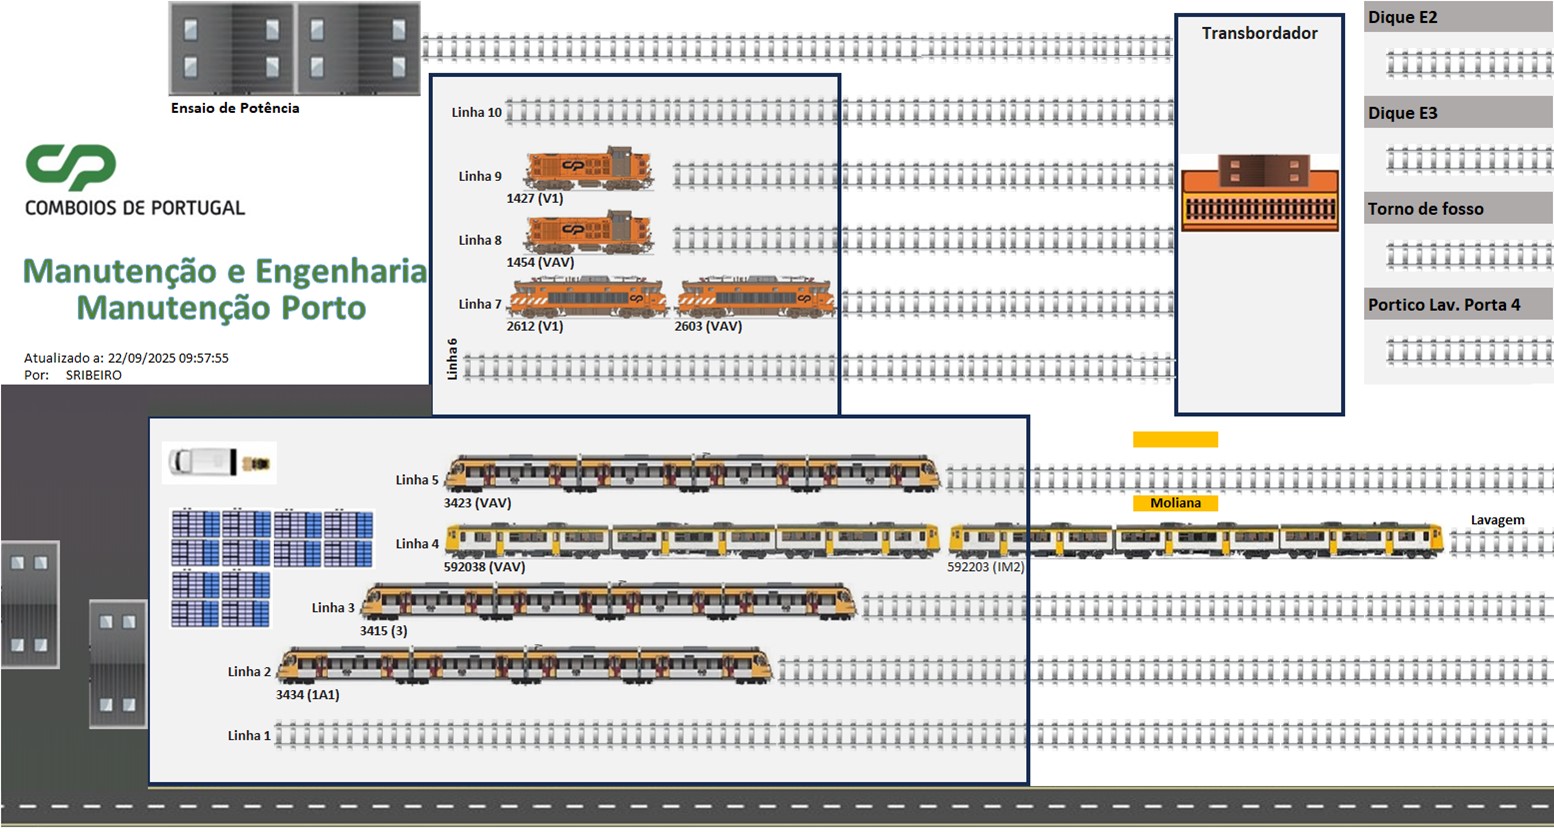 Ensaio de Potência
Transbordador
Dique E2
Dique E3
Torno de fosso
Portico Lav. Porta 4
CP
COMBOIOS DE PORTUGAL
Manutenção e Engenharia
Manutenção Porto
Atualizado a: 22/09/2025 09:57:55
Por: SRIBEIRO
Linha 10
Linha 9
1427 (V1)
Linha 8
1454 (VAV)
Linha 7
2612 (V1)
2603 (VAV)
Linha 6
Linha 5
3423 (VAV)
Moliana
Lavagem
Linha 4
592038 (VAV)
592203 (IM2)
Linha 3
3415 (3)
Linha 2
3434 (1A1)
Linha 1